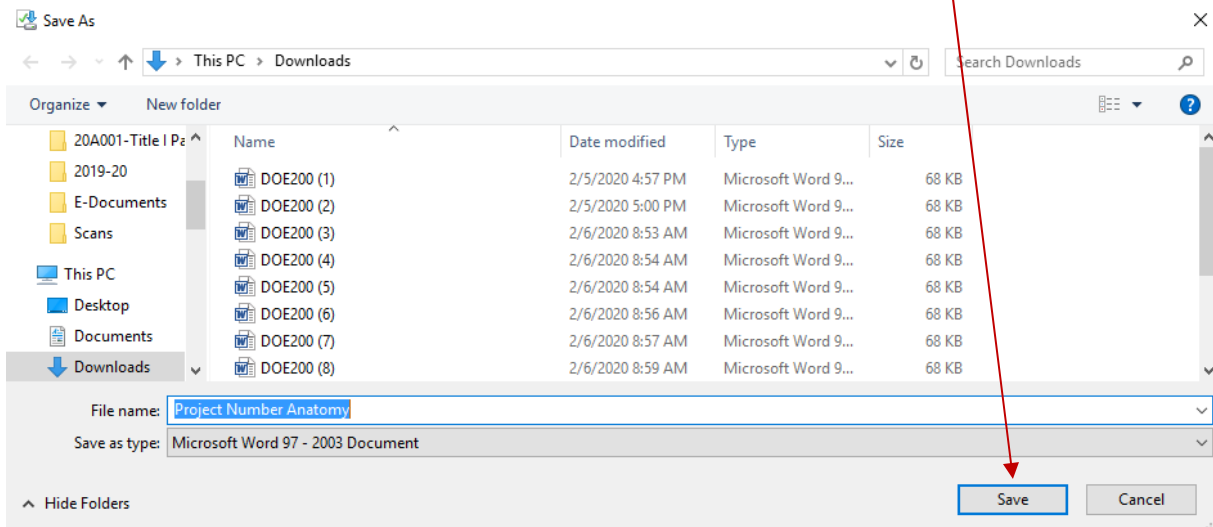 Save As
This PC > Downloads
Search Downloads
Organize New folder
?
Name Date modified Type Size
20A001-Title I Pa
2019-20
E-Documents
Scans
This PC
Desktop
Documents
Downloads
DOE200 (1) 2/5/2020 4:57 PM Microsoft Word 9... 68 KB
DOE200 (2) 2/5/2020 5:00 PM Microsoft Word 9... 68 KB
DOE200 (3) 2/6/2020 8:53 AM Microsoft Word 9... 68 KB
DOE200 (4) 2/6/2020 8:54 AM Microsoft Word 9... 68 KB
DOE200 (5) 2/6/2020 8:54 AM Microsoft Word 9... 68 KB
DOE200 (6) 2/6/2020 8:56 AM Microsoft Word 9... 68 KB
DOE200 (7) 2/6/2020 8:57 AM Microsoft Word 9... 68 KB
DOE200 (8) 2/6/2020 8:59 AM Microsoft Word 9... 68 KB
File name: Project Number Anatomy
Save as type: Microsoft Word 97 - 2003 Document
Hide Folders Save Cancel